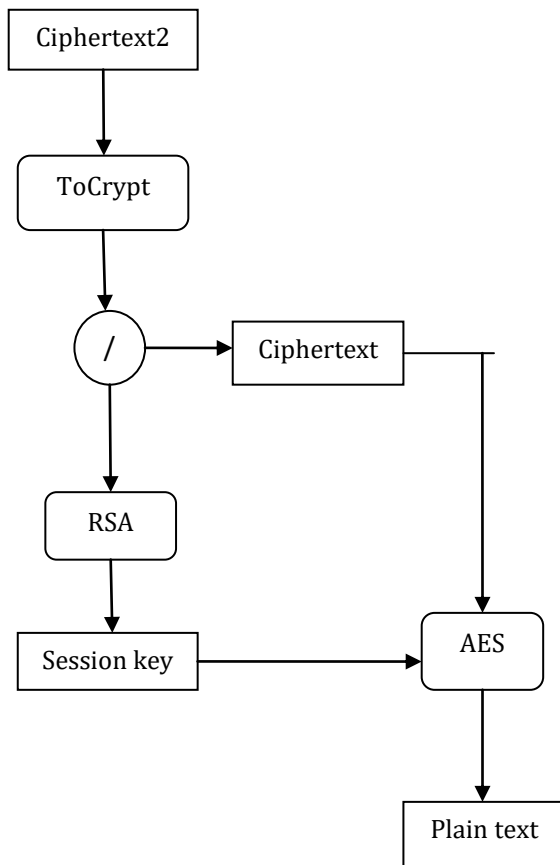 Ciphertext2
ToCrypt
/
Ciphertext
RSA
Session key
AES
Plain text